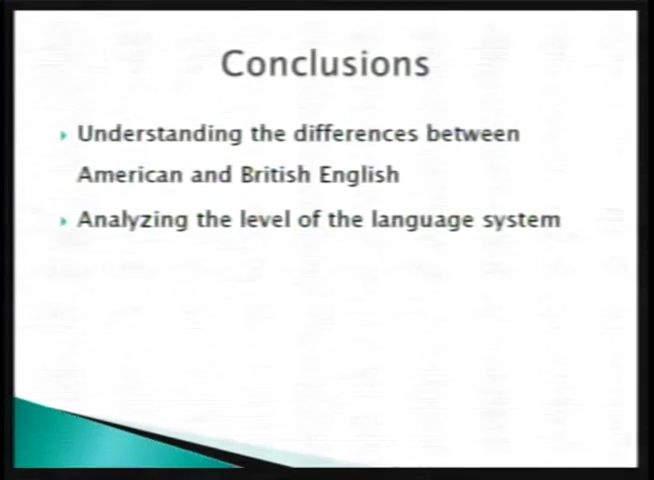 Conclusions
Understanding the differences between
American and British English
Analyzing the level of the language system